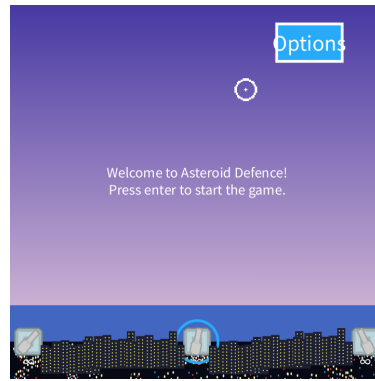 Options
Welcome to Asteroid Defence!
Press enter to start the game.